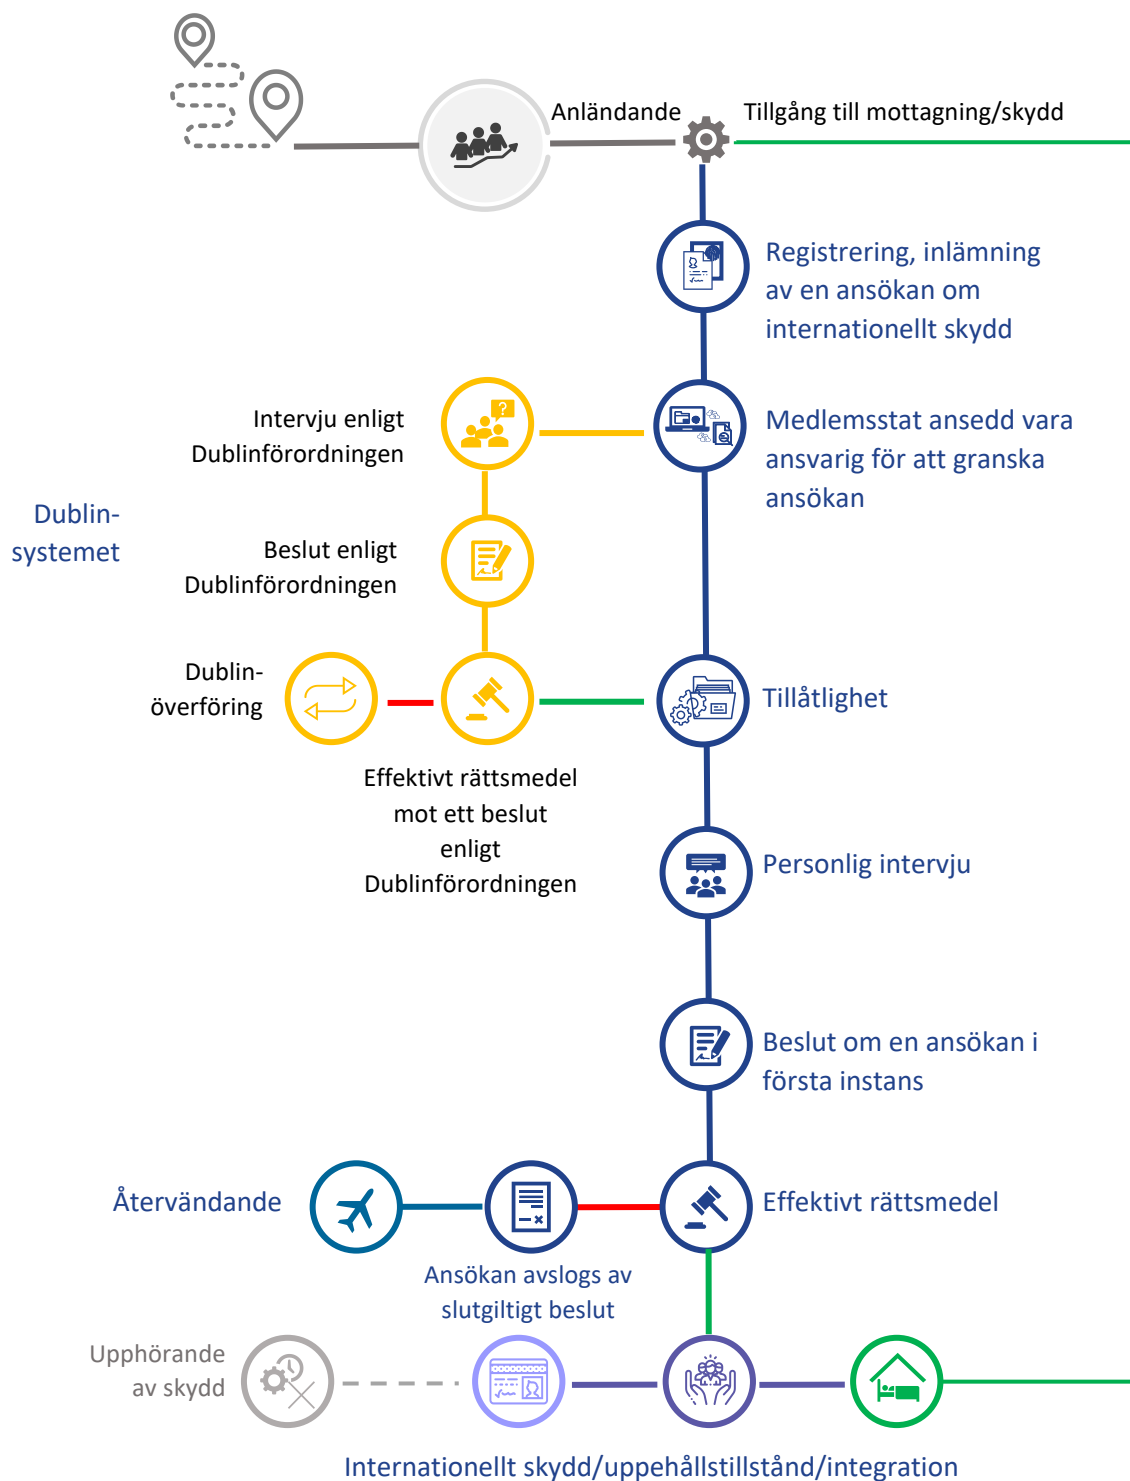 Anländande
Tillgång till mottagning/skydd
Registrering, inlämning
av en ansökan om
internationellt skydd
Intervju enligt
Dublinförordningen
Medlemsstat ansedd vara
ansvarig för att granska
ansökan
Dublin-
systemet
Beslut enligt
Dublinförordningen
Dublin-
överföring
Tillåtlighet
Effektivt rättsmedel
mot ett beslut
enligt
Dublinförordningen
Personlig intervju
Beslut om en ansökan i
första instans
Återvändande
Effektivt rättsmedel
Ansökan avslogs av
slutgiltigt beslut
Upphörande
av skydd
Internationellt skydd/uppehållstillstånd/integration